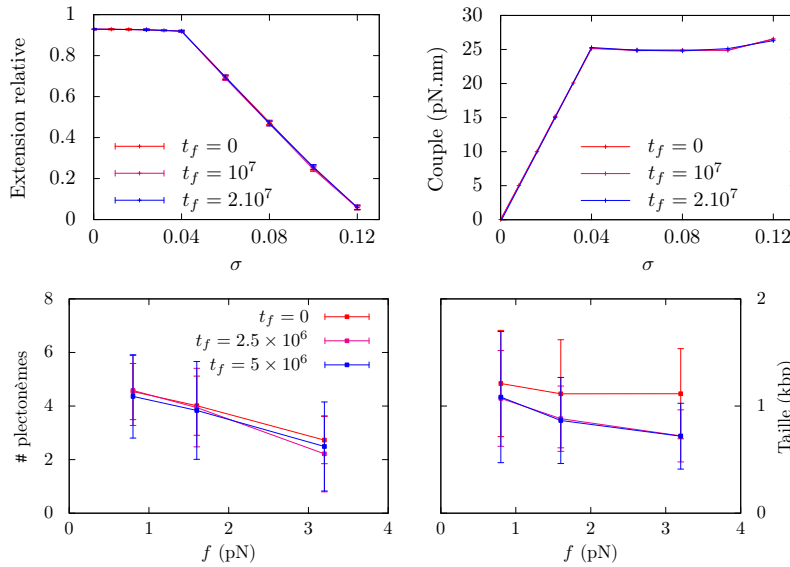 1
0.8
0.6
0.4
0.2
0
0 0.04 0.08 0.12
Extension relative
σ
t_f = 0
t_f = 10^7
t_f = 2.10^7
30
25
20
15
10
5
0
0 0.04 0.08 0.12
Couple (pN.nm)
σ
t_f = 0
t_f = 10^7
t_f = 2.10^7
8
6
4
2
0
0 1 2 3 4
# plectonèmes
f (pN)
t_f = 0
t_f = 2.5 × 10^6
t_f = 5 × 10^6
2
1
0
0 1 2 3 4
Taille (kbp)
f (pN)